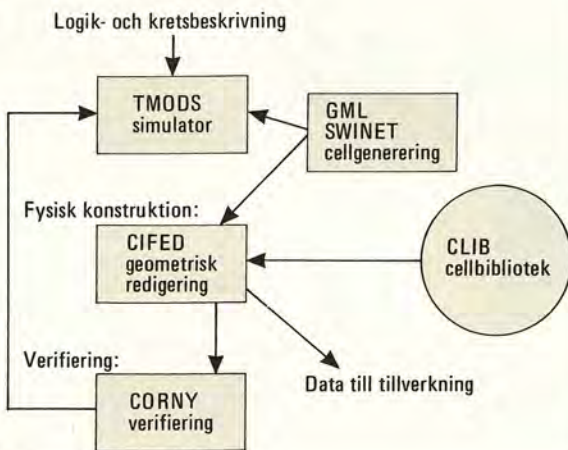 Logik- och kretsbeskrivning
TMODS
simulator
GML
SWINET
cellgenerering
Fysisk konstruktion:
CIFED
geometrisk
redigering
CLIB
cellbibliotek
Verifiering:
Data till tillverkning
CORNY
verifiering